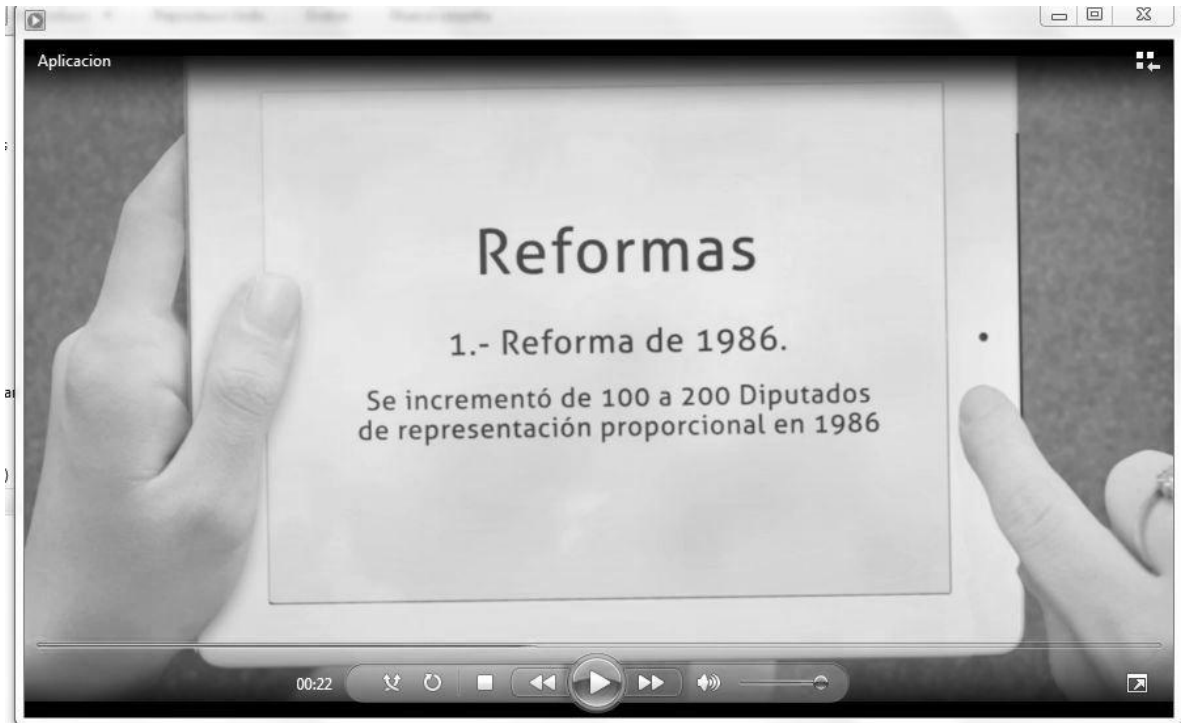 Aplicacion
Reformas
1.- Reforma de 1986.
Se incrementó de 100 a 200 Diputados
de representación proporcional en 1986
00:22